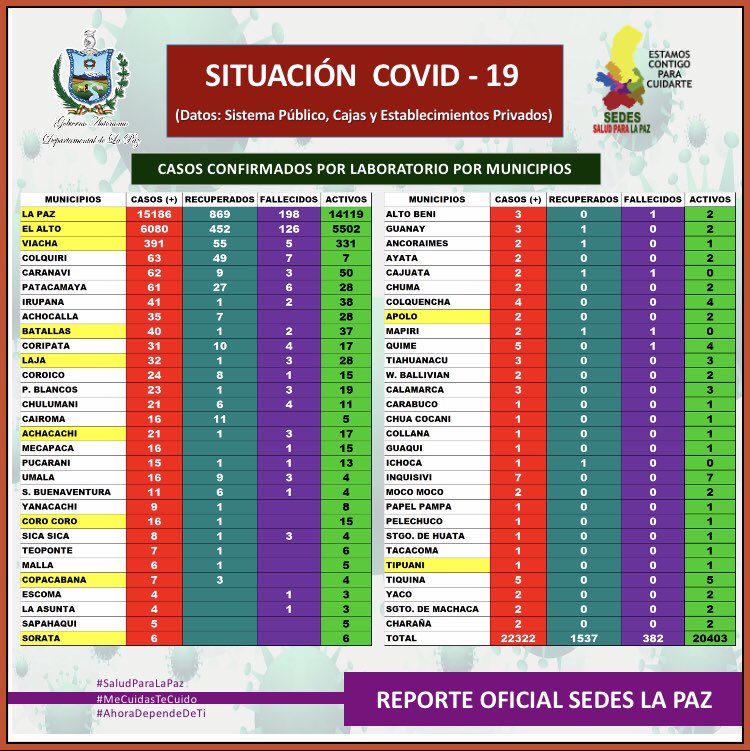 Gobierno Autónomo
Departamental de La Paz
SITUACIÓN COVID - 19
(Datos: Sistema Público, Cajas y Establecimientos Privados)
ESTAMOS
CONTIGO
PARA
CUIDARTE
SEDES
SALUD PARA LA PAZ
CASOS CONFIRMADOS POR LABORATORIO POR MUNICIPIOS
MUNICIPIOS CASOS (+) RECUPERADOS FALLECIDOS ACTIVOS
LA PAZ 15186 869 198 14119
EL ALTO 6080 452 126 5502
VIACHA 391 55 5 331
COLQUIRI 63 49 7 7
CARANAVI 62 9 3 50
PATACAMAYA 61 27 6 28
IRUPANA 41 1 2 38
ACHOCALLA 35 7 28
BATALLAS 40 1 2 37
CORIPATA 31 10 4 17
LAJA 32 1 3 28
COROICO 24 8 1 15
P. BLANCOS 23 1 3 19
CHULUMANI 21 6 4 11
CAIROMA 16 11 5
ACHACACHI 21 1 3 17
MECAPACA 16 1 15
PUCARANI 15 1 1 13
UMALA 16 9 3 4
S. BUENAVENTURA 11 6 1 4
YANACACHI 9 1 8
CORO CORO 16 1 15
SICA SICA 8 1 3 4
TEOPONTE 7 1 6
MALLA 6 1 5
COPACABANA 7 3 4
ESCOMA 4 1 3
LA ASUNTA 4 1 3
SAPAHAQUI 5 5
SORATA 6 6
MUNICIPIOS CASOS (+) RECUPERADOS FALLECIDOS ACTIVOS
ALTO BENI 3 0 1 2
GUANAY 3 1 0 2
ANCORAIMES 2 1 0 1
AYATA 2 0 0 2
CAJUATA 2 1 1 0
CHUMA 2 0 0 2
COLQUENCHA 4 0 0 4
APOLO 2 0 0 2
MAPIRI 2 1 1 0
QUIME 5 0 1 4
TIAHUANACU 3 0 0 3
W. BALLIVIAN 2 0 0 2
CALAMARCA 3 0 0 3
CARABUCO 1 0 0 1
CHUA COCANI 1 0 0 1
COLLANA 1 0 0 1
GUAQUI 1 0 0 1
ICHOCA 1 1 0 0
INQUISIVI 7 0 0 7
MOCO MOCO 2 0 0 2
PAPEL PAMPA 1 0 0 1
PELECHUCO 1 0 0 1
STGO. DE HUATA 1 0 0 1
TACACOMA 1 0 0 1
TIPUANI 1 0 0 1
TIQUINA 5 0 0 5
YACO 2 0 0 2
SGTO. DE MACHACA 2 0 0 2
CHARAÑA 2 0 0 2
TOTAL 22322 1537 382 20403
#SaludParaLaPaz
#MeCuidasTeCuido
#AhoraDependeDeTi
REPORTE OFICIAL SEDES LA PAZ